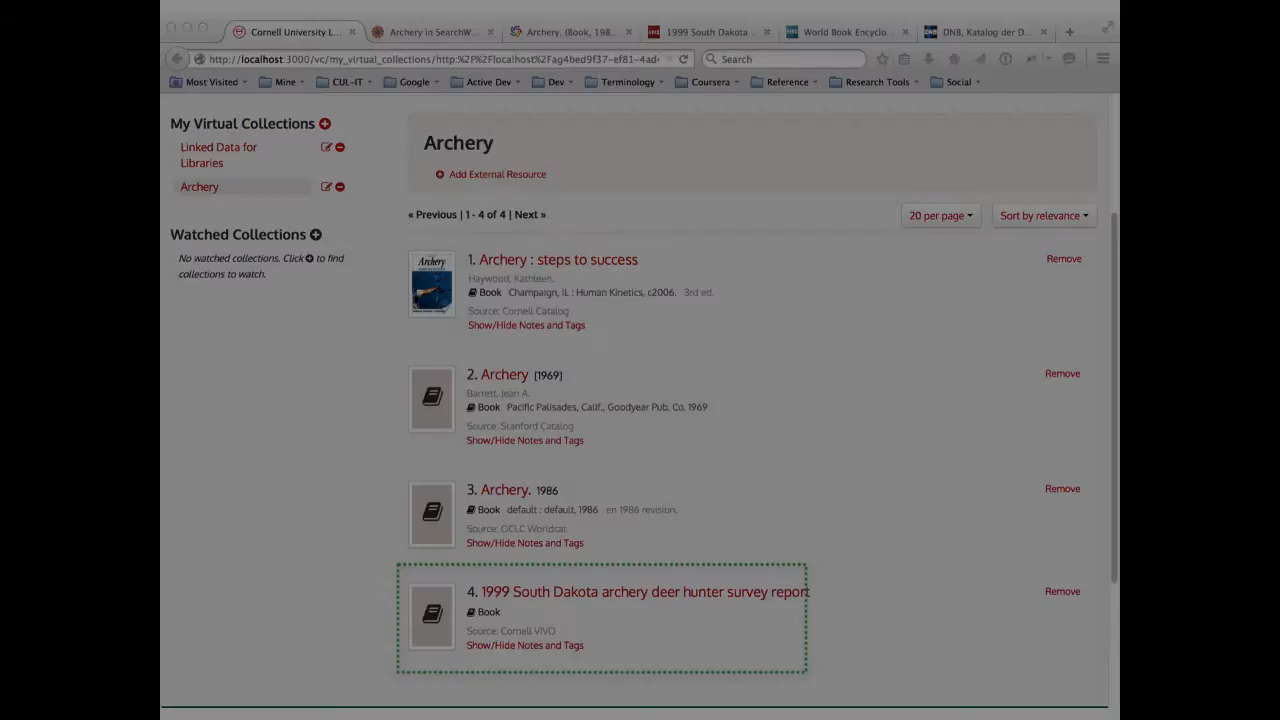 Cornell University L...
Archery in SearchW...
Archery. (Book, 198...
1999 South Dakota ...
World Book Encyclo...
DNB, Katalog der D...
http://localhost:3000/vc/my_virtual_collections/http:%2F%2Flocalhost%2Fag4bed9f37-ef81-4ad4
Search
Most Visited
Mine
CUL-IT
Google
Active Dev
Dev
Terminology
Coursera
Reference
Research Tools
Social
My Virtual Collections
Linked Data for
Libraries
Archery
Watched Collections
No watched collections. Click to find
collections to watch.
Archery
Add External Resource
« Previous | 1 - 4 of 4 | Next »
20 per page
Sort by relevance
1. Archery : steps to success
Remove
Haywood, Kathleen.
Book Champaign, IL : Human Kinetics, c2006. 3rd ed.
Source: Cornell Catalog
Show/Hide Notes and Tags
2. Archery [1969]
Remove
Barrett, Jean A.
Book Pacific Palisades, Calif., Goodyear Pub. Co. 1969
Source: Stanford Catalog
Show/Hide Notes and Tags
3. Archery. 1986
Remove
Book default : default, 1986 en 1986 revision.
Source: OCLC Worldcat
Show/Hide Notes and Tags
4. 1999 South Dakota archery deer hunter survey report
Remove
Book
Source: Cornell VIVO
Show/Hide Notes and Tags